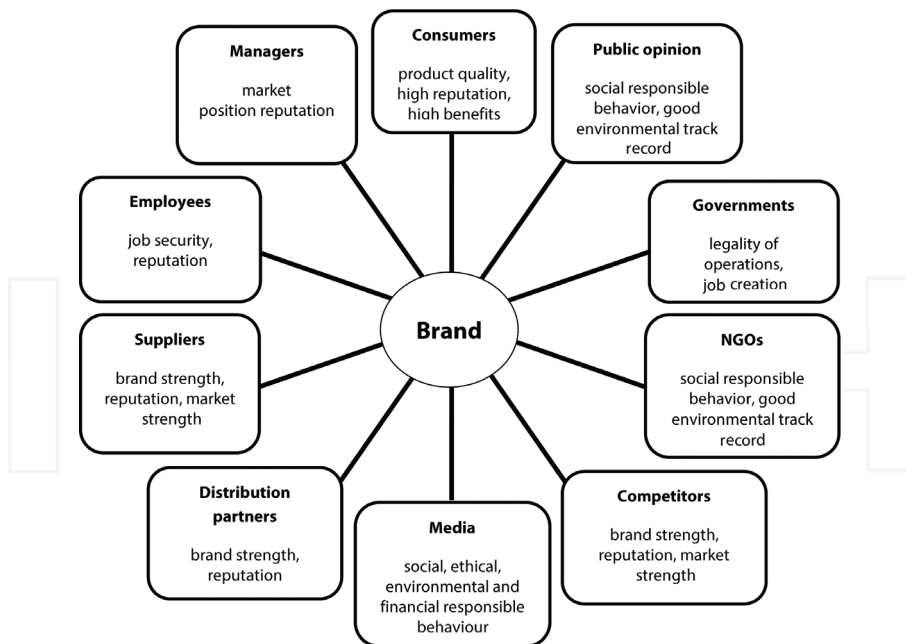 Consumers
product quality,
high reputation,
high benefits
Public opinion
social responsible
behavior, good
environmental track
record
Governments
legality of
operations,
job creation
NGOs
social responsible
behavior, good
environmental track
record
Competitors
brand strength,
reputation, market
strength
Media
social, ethical,
environmental and
financial responsible
behaviour
Distribution
partners
brand strength,
reputation
Suppliers
brand strength,
reputation, market
strength
Employees
job security,
reputation
Managers
market
position reputation
Brand